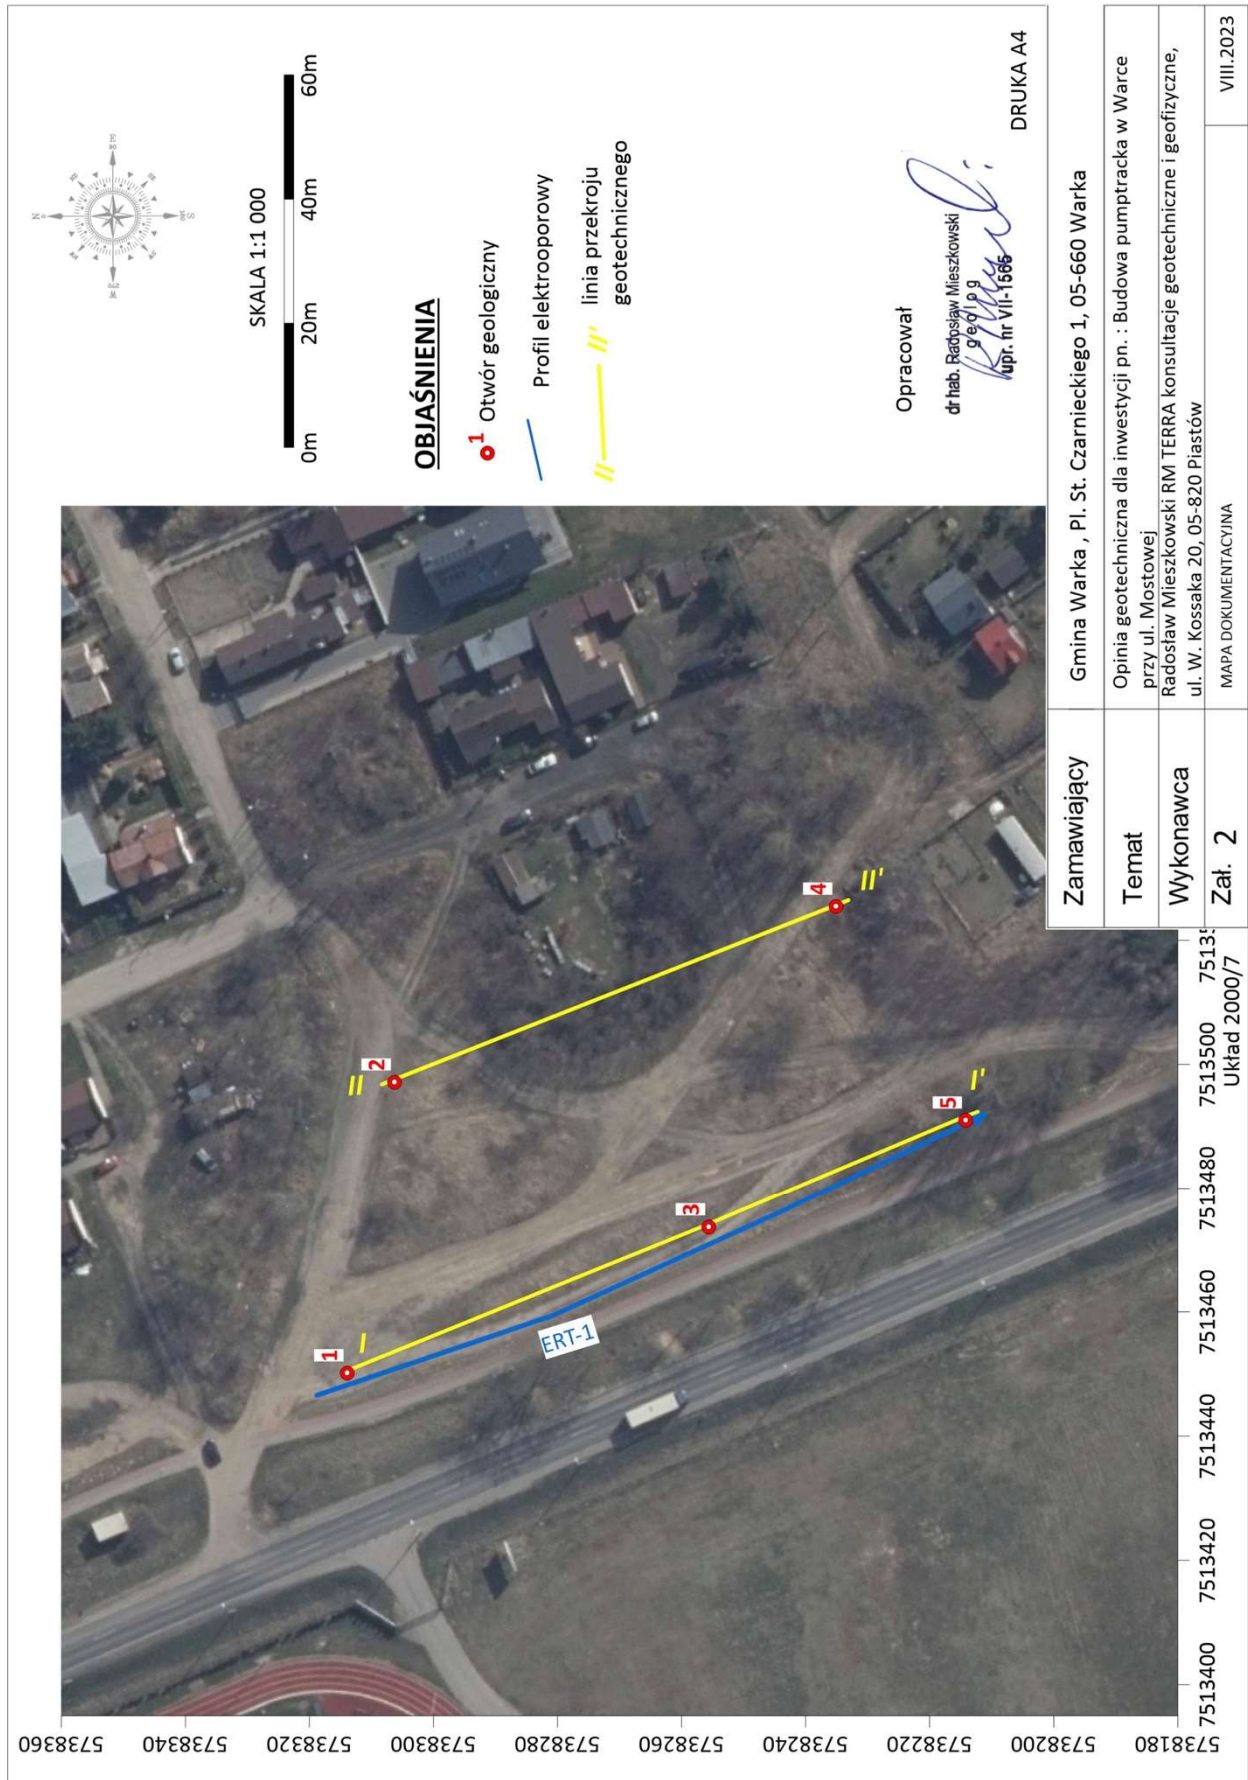 SKALA 1:1 000
0m 20m 40m 60m
OBJAŚNIENIA
1 Otwór geologiczny
Profil elektrooporowy
II II' linia przekroju
geotechnicznego
Opracował
dr hab. Radosław Mieszkowski
geolog
upr. nr VII-1565
DRUKA A4
1
I
ERT-1
3
5
I'
II
2
4
II'
5738360
5738340
5738320
5738300
5738280
5738260
5738240
5738220
5738200
5738180
7513400 7513420 7513440 7513460 7513480 7513500 75135
Układ 2000/7
Zamawiający Gmina Warka , Pl. St. Czarnieckiego 1, 05-660 Warka
Temat Opinia geotechniczna dla inwestycji pn. : Budowa pumptracka w Warce
przy ul. Mostowej
Wykonawca Radosław Mieszkowski RM TERRA konsultacje geotechniczne i geofizyczne,
ul. W. Kossaka 20, 05-820 Piastów
Zał. 2 MAPA DOKUMENTACYJNA VIII.2023